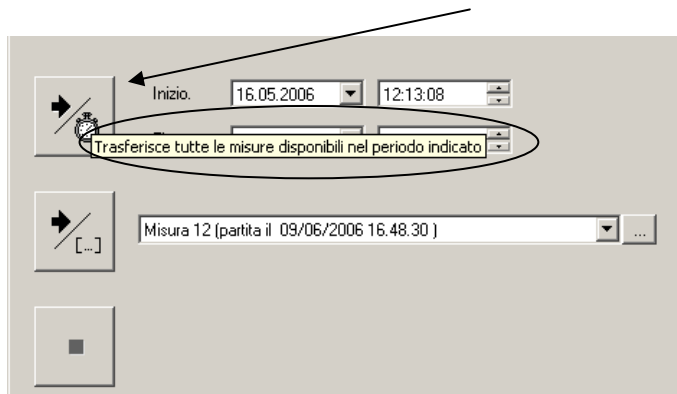 Inizio. 16.05.2006 12:13:08
Trasferisce tutte le misure disponibili nel periodo indicato
[...]
Misura 12 (partita il 09/06/2006 16.48.30 ) ...